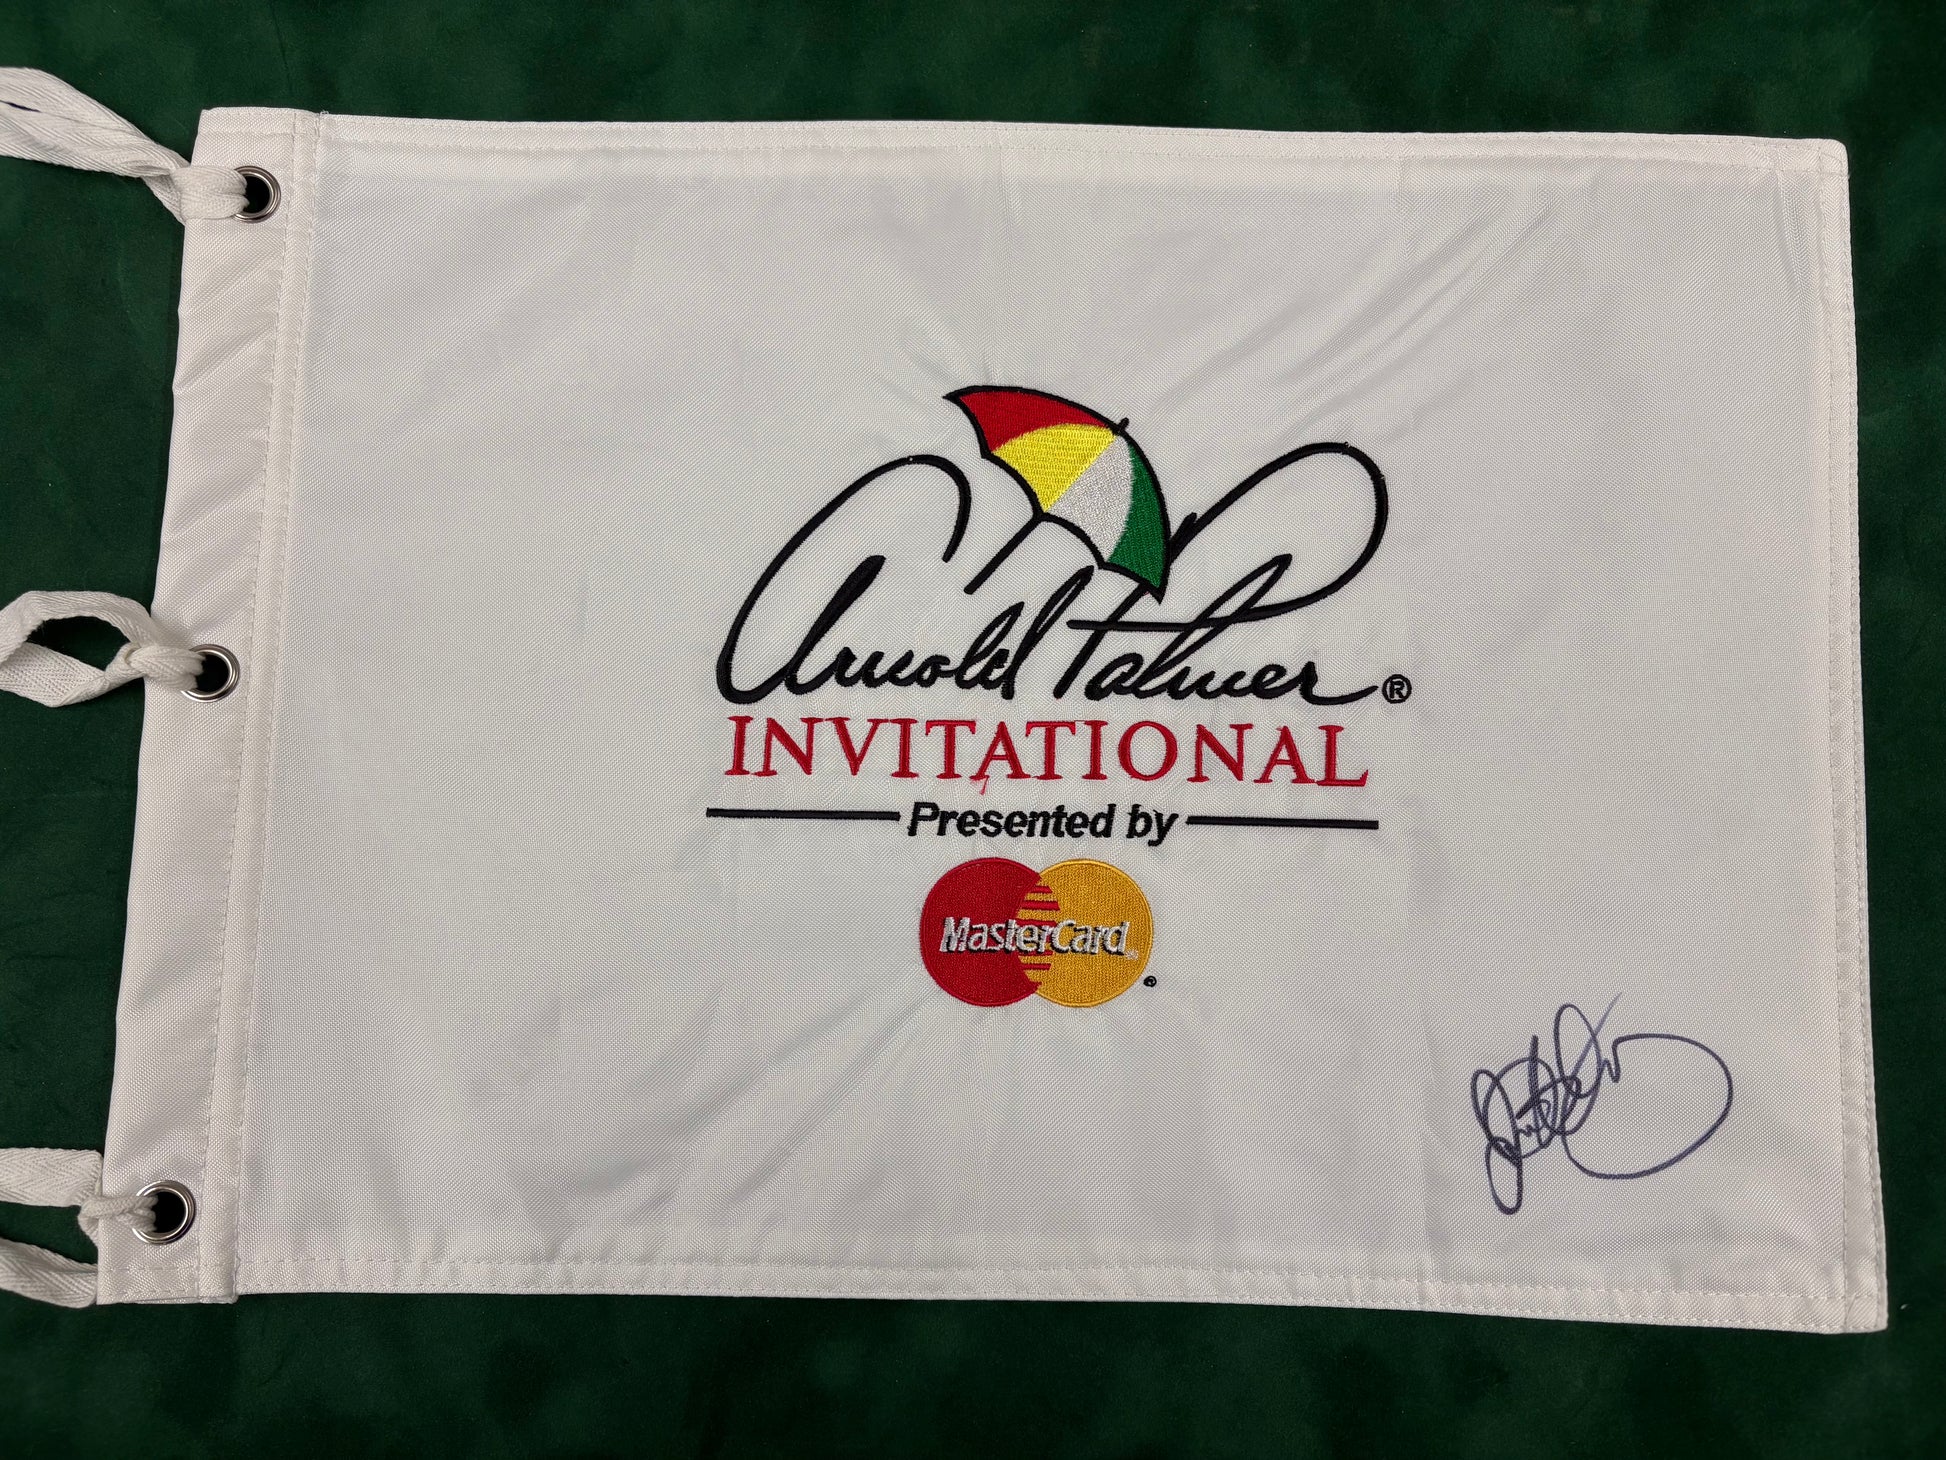 Arnold Palmer®
INVITATIONAL
Presented by
MasterCard